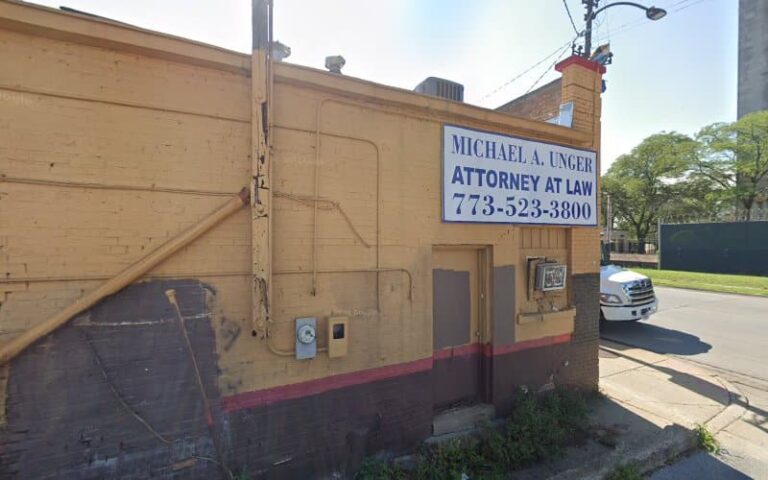 MICHAEL A. UNGER
ATTORNEY AT LAW
773-523-3800